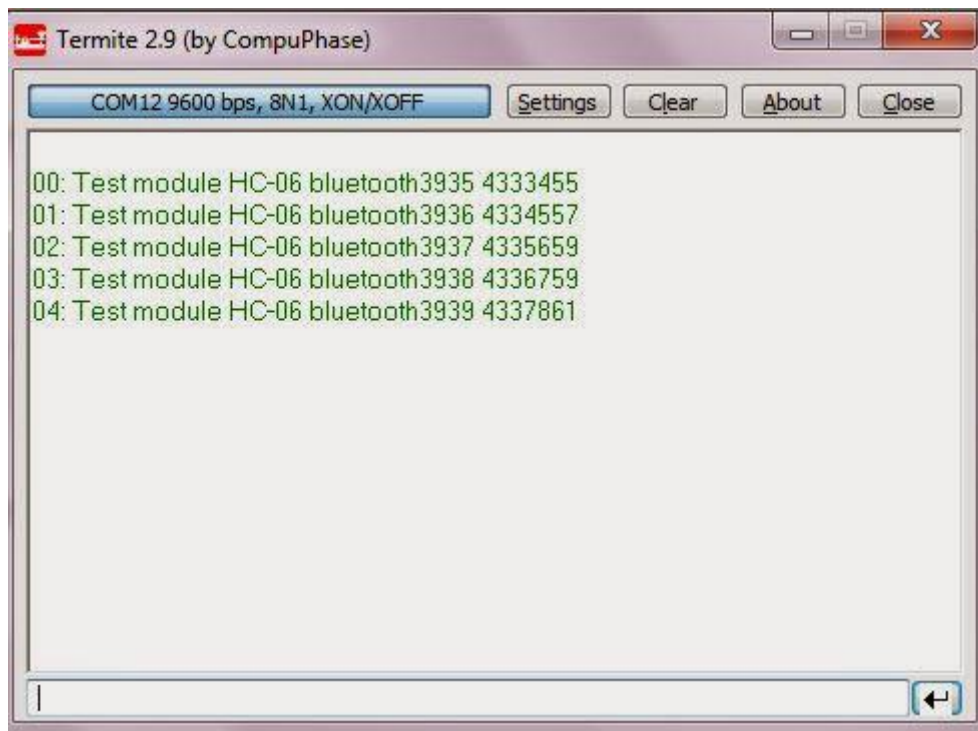 Termite 2.9 (by CompuPhase)
COM12 9600 bps, 8N1, XON/XOFF Settings Clear About Close
00: Test module HC-06 bluetooth3935 4333455
01: Test module HC-06 bluetooth3936 4334557
02: Test module HC-06 bluetooth3937 4335659
03: Test module HC-06 bluetooth3938 4336759
04: Test module HC-06 bluetooth3939 4337861